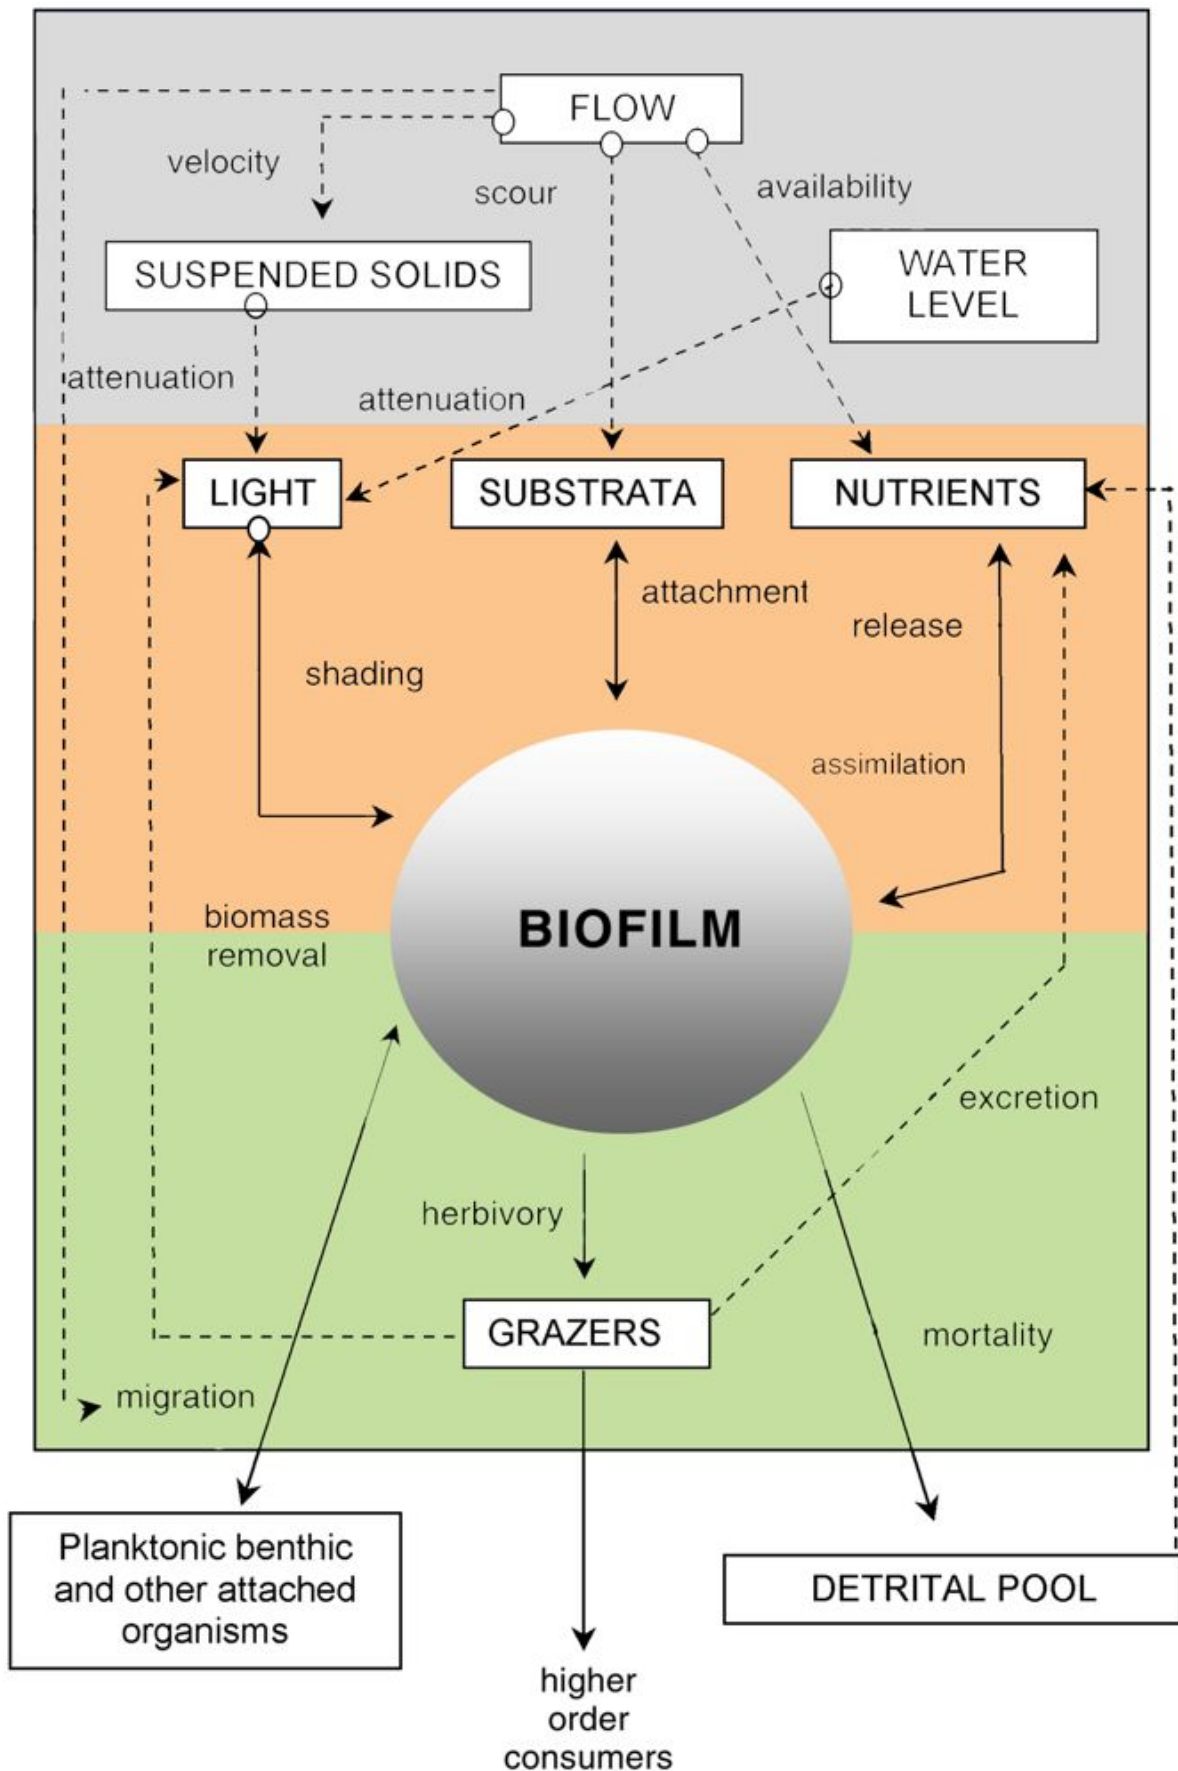 FLOW
velocity
scour
availability
SUSPENDED SOLIDS
WATER
LEVEL
attenuation
attenuation
LIGHT
SUBSTRATA
NUTRIENTS
attachment
release
shading
assimilation
biomass
removal
BIOFILM
excretion
herbivory
GRAZERS
mortality
migration
Planktonic benthic
and other attached
organisms
DETRITAL POOL
higher
order
consumers